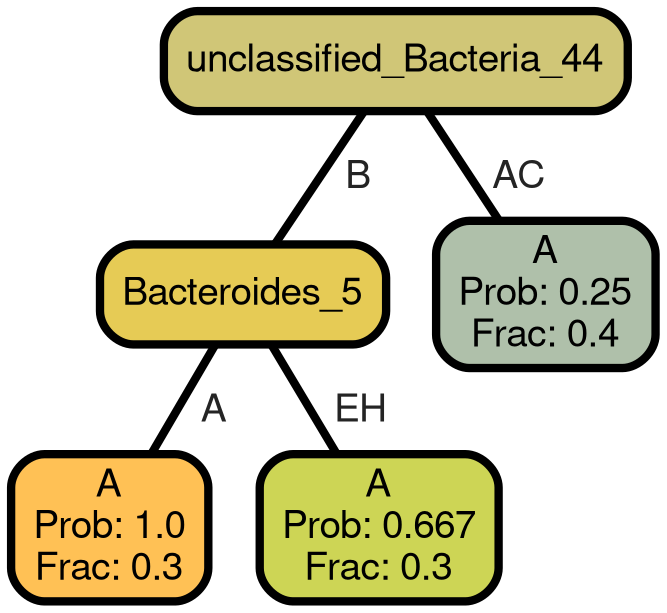 unclassified_Bacteria_44
B
AC
Bacteroides_5
A
Prob: 0.25
Frac: 0.4
A
EH
A
Prob: 1.0
Frac: 0.3
A
Prob: 0.667
Frac: 0.3